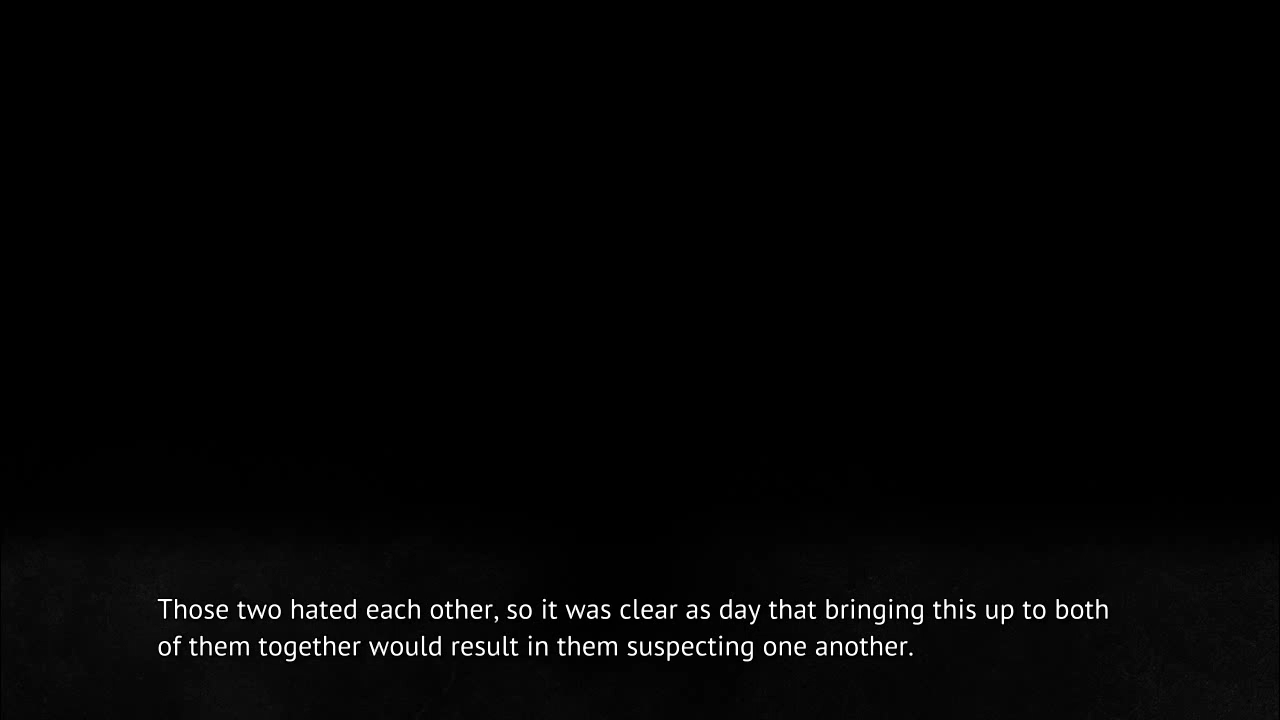 Those two hated each other, so it was clear as day that bringing this up to both
of them together would result in them suspecting one another.